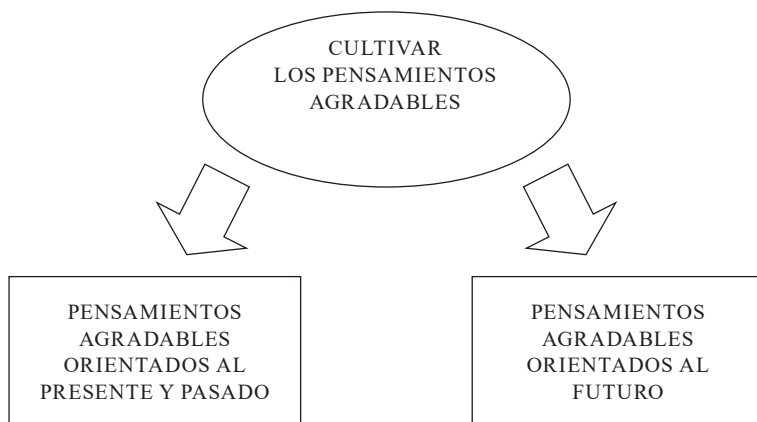 CULTIVAR
LOS PENSAMIENTOS
AGRADABLES
PENSAMIENTOS
AGRADABLES
ORIENTADOS AL
PRESENTE Y PASADO
PENSAMIENTOS
AGRADABLES
ORIENTADOS AL
FUTURO